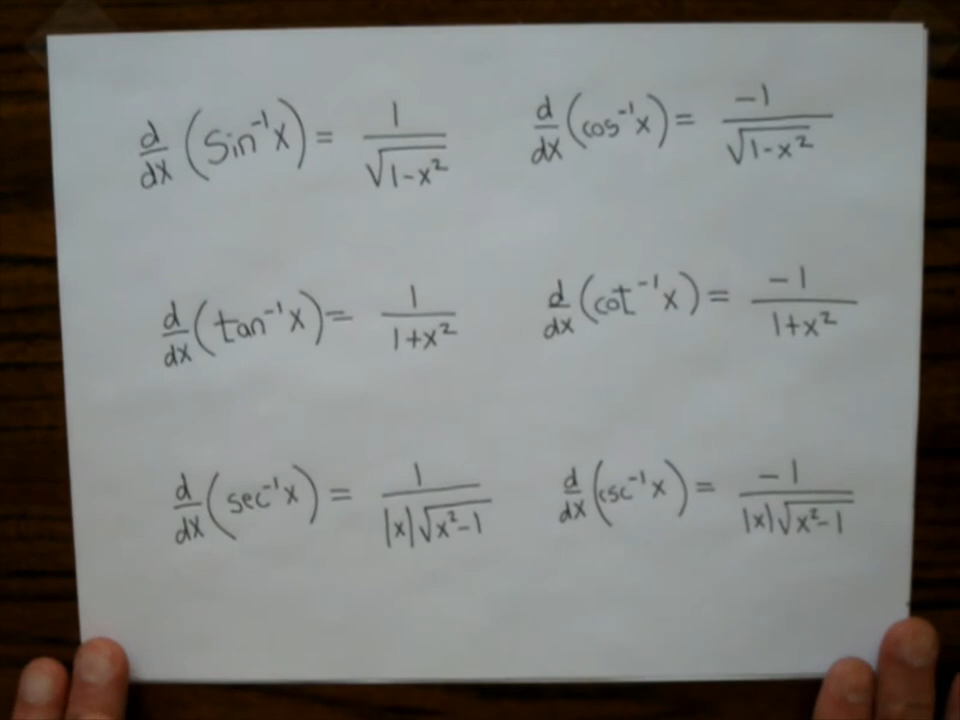 d/dx (sin⁻¹x) = 1/√(1-x²)
d/dx (cos⁻¹x) = -1/√(1-x²)
d/dx (tan⁻¹x) = 1/(1+x²)
d/dx (cot⁻¹x) = -1/(1+x²)
d/dx (sec⁻¹x) = 1/(|x|√(x²-1))
d/dx (csc⁻¹x) = -1/(|x|√(x²-1))